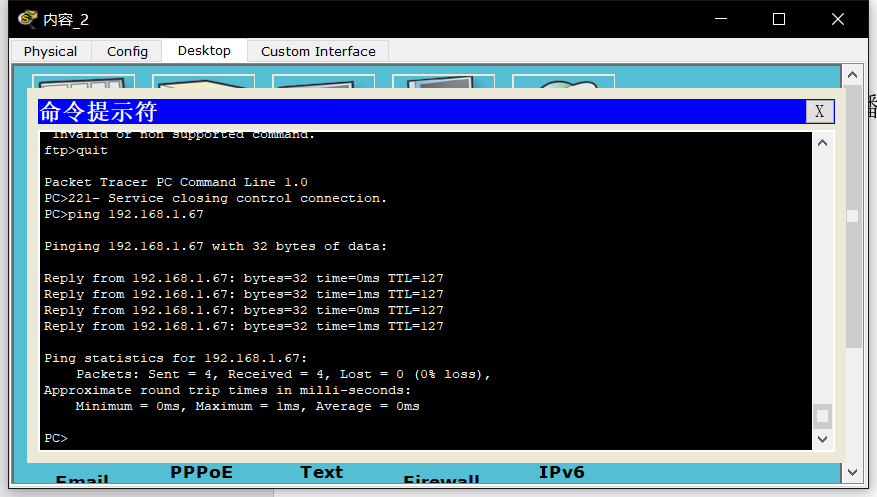 内容_2
Physical Config Desktop Custom Interface
命令提示符 X
Invalid or non supported command.
ftp>quit
Packet Tracer PC Command Line 1.0
PC>221- Service closing control connection.
PC>ping 192.168.1.67
Pinging 192.168.1.67 with 32 bytes of data:
Reply from 192.168.1.67: bytes=32 time=0ms TTL=127
Reply from 192.168.1.67: bytes=32 time=1ms TTL=127
Reply from 192.168.1.67: bytes=32 time=0ms TTL=127
Reply from 192.168.1.67: bytes=32 time=1ms TTL=127
Ping statistics for 192.168.1.67:
Packets: Sent = 4, Received = 4, Lost = 0 (0% loss),
Approximate round trip times in milli-seconds:
Minimum = 0ms, Maximum = 1ms, Average = 0ms
PC>
Email PPPoE Text Firewall IPv6